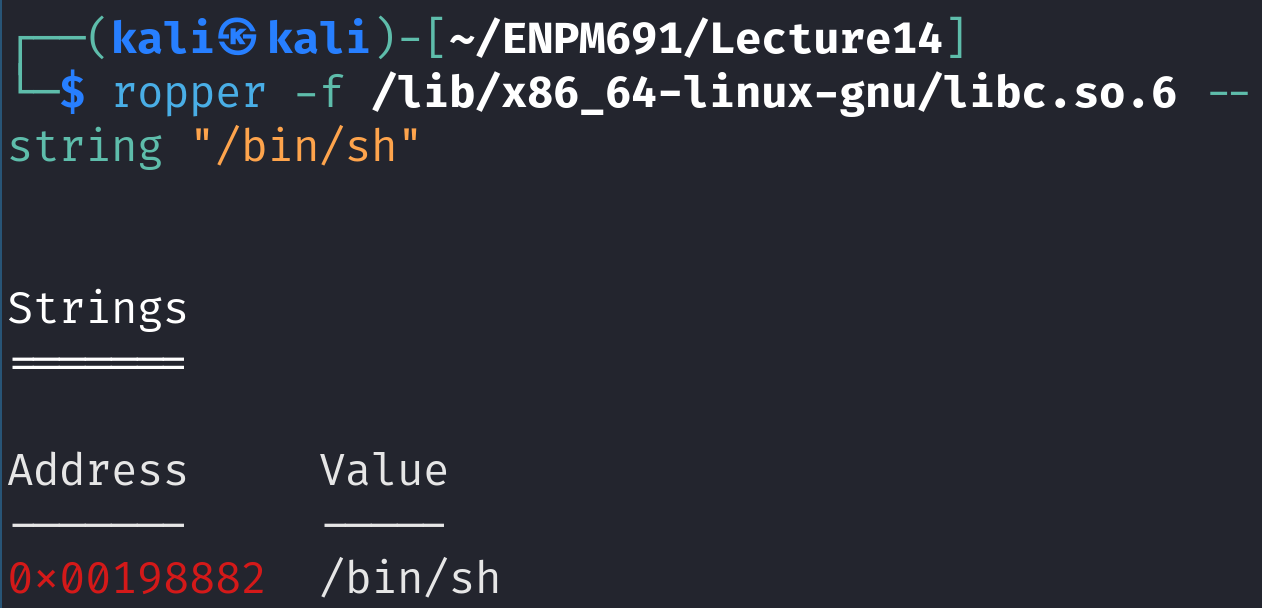 ┌──(kali㉿kali)-[~/ENPM691/Lecture14]
└─$ ropper -f /lib/x86_64-linux-gnu/libc.so.6 --
string "/bin/sh"
Strings
=======
Address    Value
-------    -----
0x00198882 /bin/sh